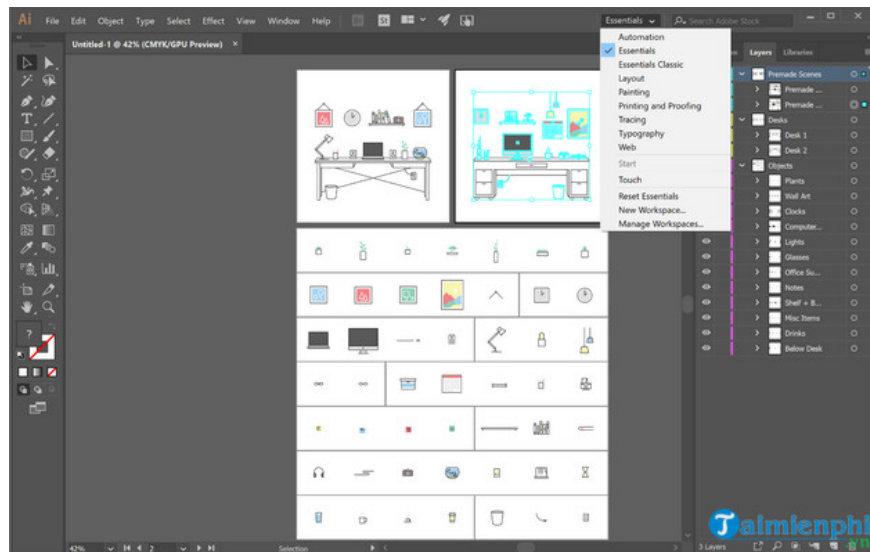 Ai File Edit Object Type Select Effect View Window Help St Essentials Search Adobe Stock
Untitled-1 @ 42% (CMYK/GPU Preview) ×
Automation
Essentials
Essentials Classic
Layout
Painting
Printing and Proofing
Tracing
Typography
Web
Start
Touch
Reset Essentials
New Workspace...
Manage Workspaces...
Layers Libraries
Premade Scenes
Premade ...
Premade ...
Desks
Desk 1
Desk 2
Objects
Plants
Wall Art
Clocks
Computer...
Lights
Glasses
Office Su...
Notes
Shelf + B...
Misc Items
Drinks
Below Desk
42% 2 Selection 3 Layers
Taimienphi
.vn